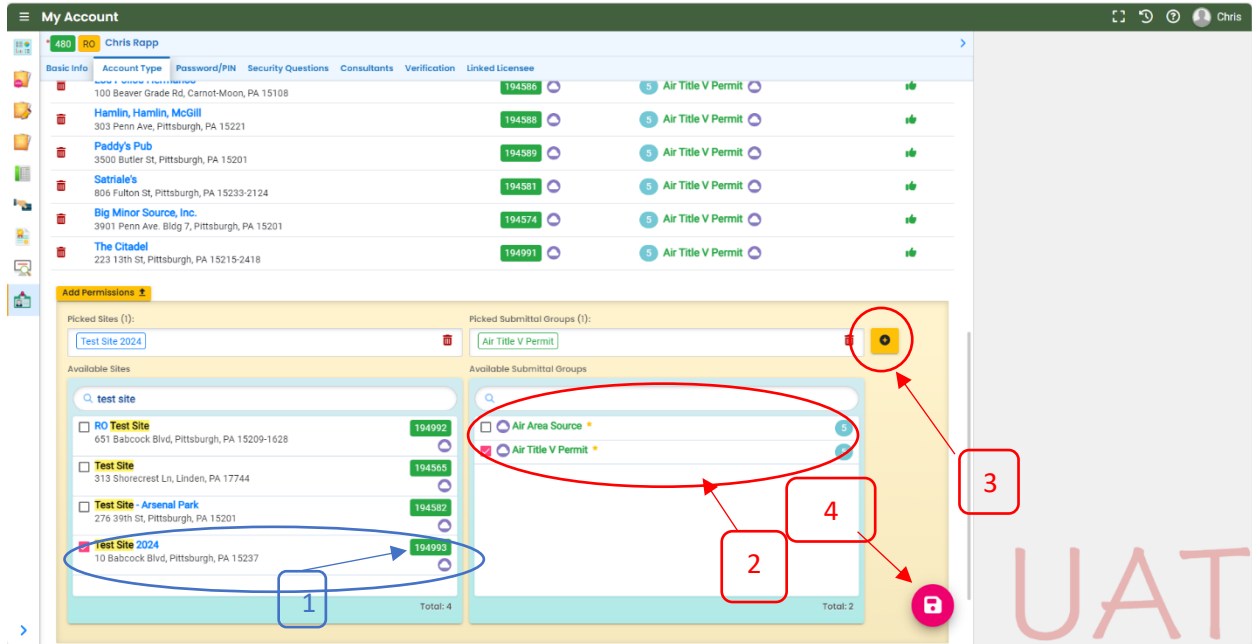 My Account
Chris
* 480 RO Chris Rapp
Basic Info Account Type Password/PIN Security Questions Consultants Verification Linked Licensee
100 Beaver Grade Rd, Carnot-Moon, PA 15108
194586 5 Air Title V Permit
Hamlin, Hamlin, McGill
303 Penn Ave, Pittsburgh, PA 15221
194588 5 Air Title V Permit
Paddy's Pub
3500 Butler St, Pittsburgh, PA 15201
194589 5 Air Title V Permit
Satriale's
806 Fulton St, Pittsburgh, PA 15233-2124
194581 5 Air Title V Permit
Big Minor Source, Inc.
3901 Penn Ave. Bldg 7, Pittsburgh, PA 15201
194574 5 Air Title V Permit
The Citadel
223 13th St, Pittsburgh, PA 15215-2418
194991 5 Air Title V Permit
Add Permissions
Picked Sites (1):
Test Site 2024
Picked Submittal Groups (1):
Air Title V Permit
Available Sites
test site
RO Test Site
651 Babcock Blvd, Pittsburgh, PA 15209-1628
194992
Test Site
313 Shorecrest Ln, Linden, PA 17744
194565
Test Site - Arsenal Park
276 39th St, Pittsburgh, PA 15201
194582
Test Site 2024
10 Babcock Blvd, Pittsburgh, PA 15237
194993
Total: 4
Available Submittal Groups
Air Area Source * 5
Air Title V Permit *
Total: 2
1
2
3
4
UAT